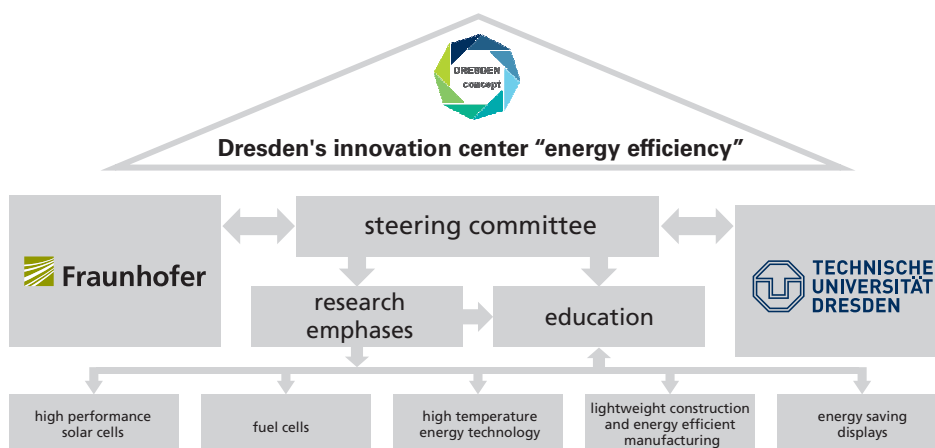 DRESDEN
concept
Dresden's innovation center “energy efficiency”
steering committee
Fraunhofer
TECHNISCHE
UNIVERSITÄT
DRESDEN
research
emphases
education
high performance
solar cells
fuel cells
high temperature
energy technology
lightweight construction
and energy efficient
manufacturing
energy saving
displays